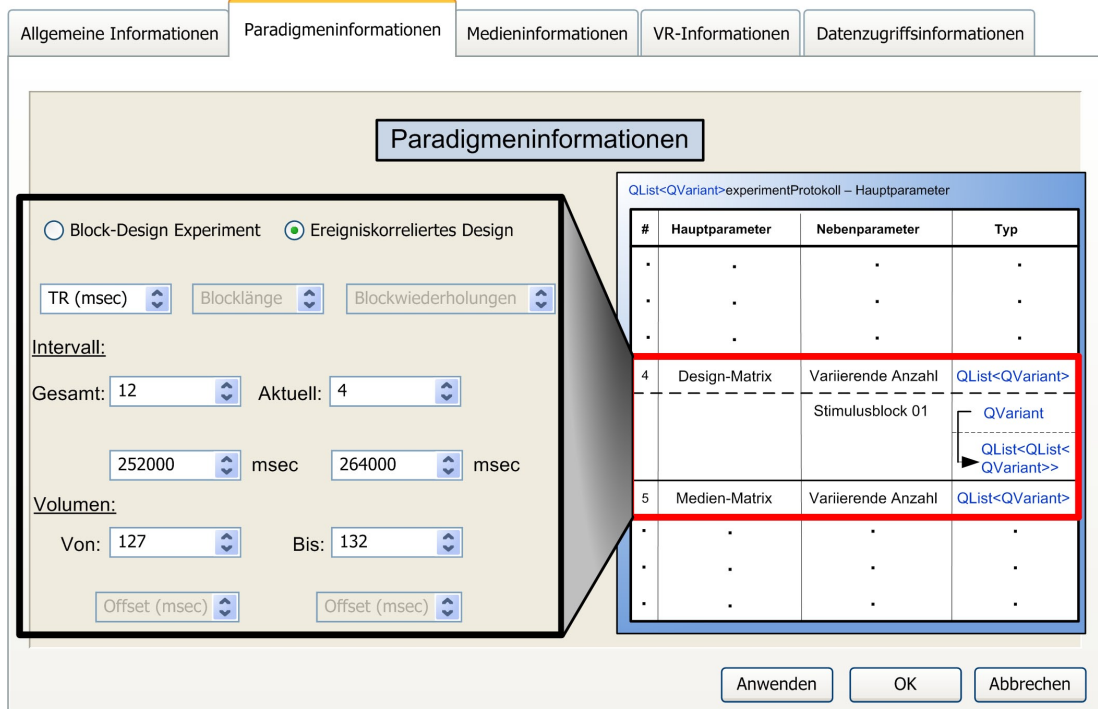 Allgemeine Informationen Paradigmeninformationen Medieninformationen VR-Informationen Datenzugriffsinformationen
Paradigmeninformationen
Block-Design Experiment Ereigniskorreliertes Design
TR (msec) Blocklänge Blockwiederholungen
Intervall:
Gesamt: 12 Aktuell: 4
252000 msec 264000 msec
Volumen:
Von: 127 Bis: 132
Offset (msec) Offset (msec)
QList<QVariant>experimentProtokoll – Hauptparameter
# Hauptparameter Nebenparameter Typ
4 Design-Matrix Variierende Anzahl QList<QVariant>
Stimulusblock 01 QVariant
QList<QList<
QVariant>>
5 Medien-Matrix Variierende Anzahl QList<QVariant>
Anwenden OK Abbrechen